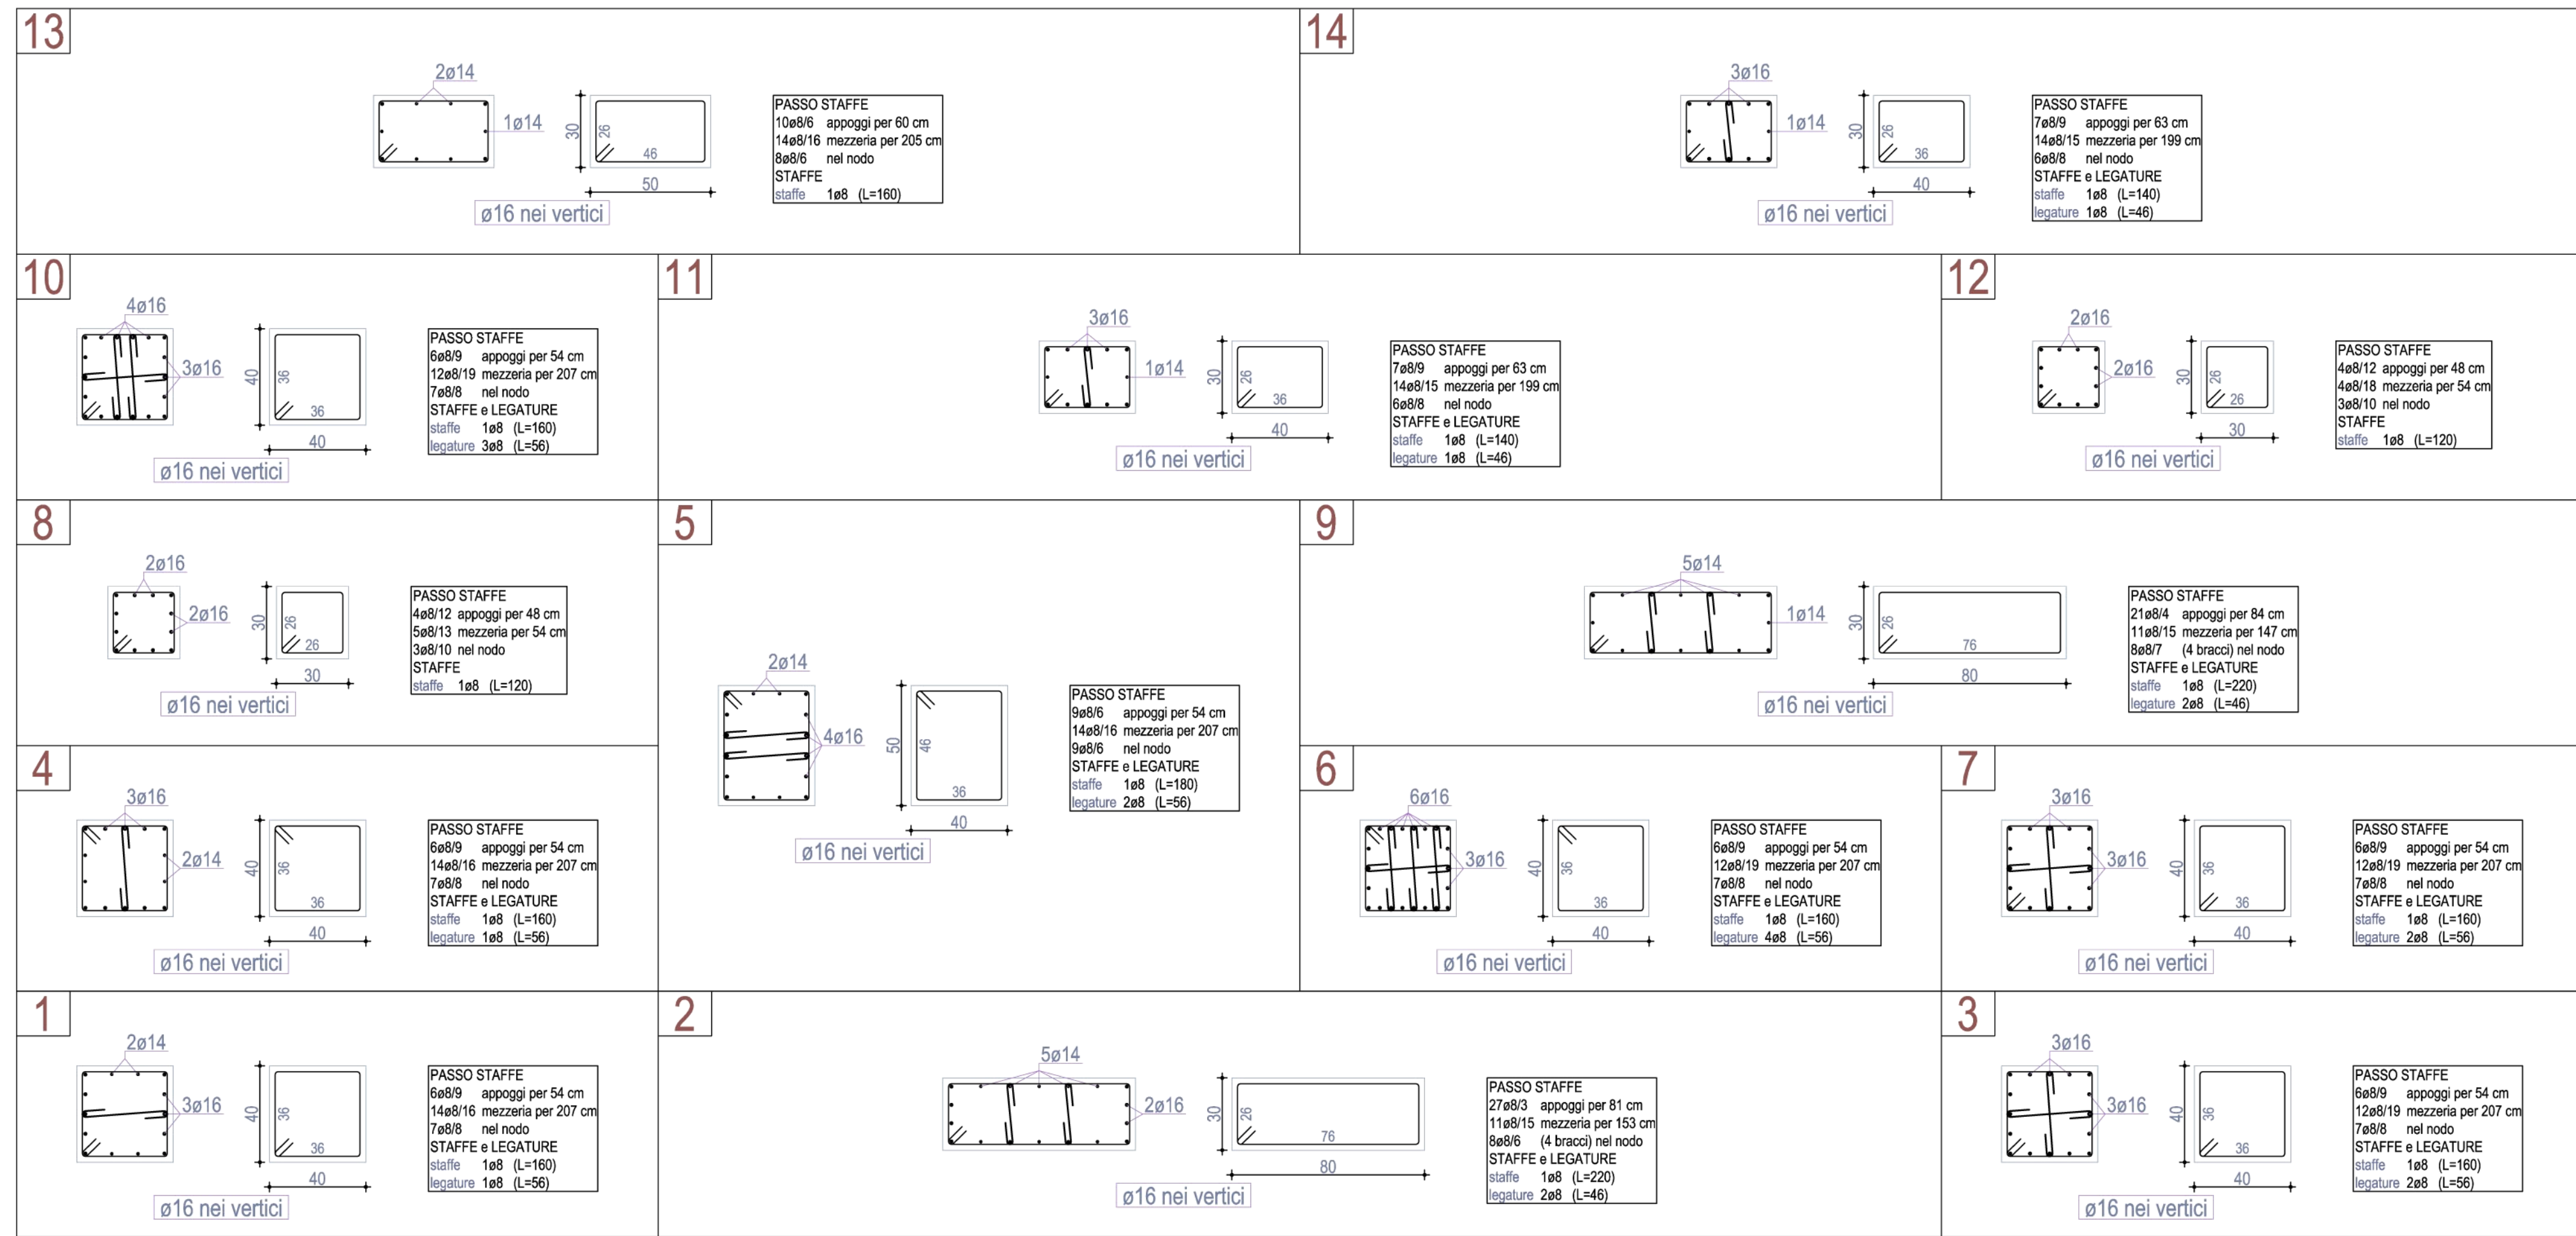 13
2ø14
1ø14
30
26
46
50
ø16 nei vertici
PASSO STAFFE
10ø8/6 appoggi per 60 cm
14ø8/16 mezzeria per 205 cm
8ø8/6 nel nodo
STAFFE
staffe 1ø8 (L=160)
14
3ø16
1ø14
30
26
36
40
ø16 nei vertici
PASSO STAFFE
7ø8/9 appoggi per 63 cm
14ø8/15 mezzeria per 199 cm
6ø8/8 nel nodo
STAFFE e LEGATURE
staffe 1ø8 (L=140)
legature 1ø8 (L=46)
10
4ø16
3ø16
40
36
36
40
ø16 nei vertici
PASSO STAFFE
6ø8/9 appoggi per 54 cm
12ø8/19 mezzeria per 207 cm
7ø8/8 nel nodo
STAFFE e LEGATURE
staffe 1ø8 (L=160)
legature 3ø8 (L=56)
11
3ø16
1ø14
30
26
36
40
ø16 nei vertici
PASSO STAFFE
7ø8/9 appoggi per 63 cm
14ø8/15 mezzeria per 199 cm
6ø8/8 nel nodo
STAFFE e LEGATURE
staffe 1ø8 (L=140)
legature 1ø8 (L=46)
12
2ø16
2ø16
30
26
26
30
ø16 nei vertici
PASSO STAFFE
4ø8/12 appoggi per 48 cm
4ø8/18 mezzeria per 54 cm
3ø8/10 nel nodo
STAFFE
staffe 1ø8 (L=120)
8
2ø16
2ø16
30
26
26
30
ø16 nei vertici
PASSO STAFFE
4ø8/12 appoggi per 48 cm
5ø8/13 mezzeria per 54 cm
3ø8/10 nel nodo
STAFFE
staffe 1ø8 (L=120)
5
2ø14
4ø16
50
46
36
40
ø16 nei vertici
PASSO STAFFE
9ø8/6 appoggi per 54 cm
14ø8/16 mezzeria per 207 cm
9ø8/6 nel nodo
STAFFE e LEGATURE
staffe 1ø8 (L=180)
legature 2ø8 (L=56)
9
5ø14
1ø14
30
26
76
80
ø16 nei vertici
PASSO STAFFE
21ø8/4 appoggi per 84 cm
11ø8/15 mezzeria per 147 cm
8ø8/7 (4 bracci) nel nodo
STAFFE e LEGATURE
staffe 1ø8 (L=220)
legature 2ø8 (L=46)
4
3ø16
2ø14
40
36
36
40
ø16 nei vertici
PASSO STAFFE
6ø8/9 appoggi per 54 cm
14ø8/16 mezzeria per 207 cm
7ø8/8 nel nodo
STAFFE e LEGATURE
staffe 1ø8 (L=160)
legature 1ø8 (L=56)
6
6ø16
3ø16
40
36
36
40
ø16 nei vertici
PASSO STAFFE
6ø8/9 appoggi per 54 cm
12ø8/19 mezzeria per 207 cm
7ø8/8 nel nodo
STAFFE e LEGATURE
staffe 1ø8 (L=160)
legature 4ø8 (L=56)
7
3ø16
3ø16
40
36
36
40
ø16 nei vertici
PASSO STAFFE
6ø8/9 appoggi per 54 cm
12ø8/19 mezzeria per 207 cm
7ø8/8 nel nodo
STAFFE e LEGATURE
staffe 1ø8 (L=160)
legature 2ø8 (L=56)
1
2ø14
3ø16
40
36
36
40
ø16 nei vertici
PASSO STAFFE
6ø8/9 appoggi per 54 cm
14ø8/16 mezzeria per 207 cm
7ø8/8 nel nodo
STAFFE e LEGATURE
staffe 1ø8 (L=160)
legature 1ø8 (L=56)
2
5ø14
2ø16
30
26
76
80
ø16 nei vertici
PASSO STAFFE
27ø8/3 appoggi per 81 cm
11ø8/15 mezzeria per 153 cm
8ø8/6 (4 bracci) nel nodo
STAFFE e LEGATURE
staffe 1ø8 (L=220)
legature 2ø8 (L=46)
3
3ø16
3ø16
40
36
36
40
ø16 nei vertici
PASSO STAFFE
6ø8/9 appoggi per 54 cm
12ø8/19 mezzeria per 207 cm
7ø8/8 nel nodo
STAFFE e LEGATURE
staffe 1ø8 (L=160)
legature 2ø8 (L=56)